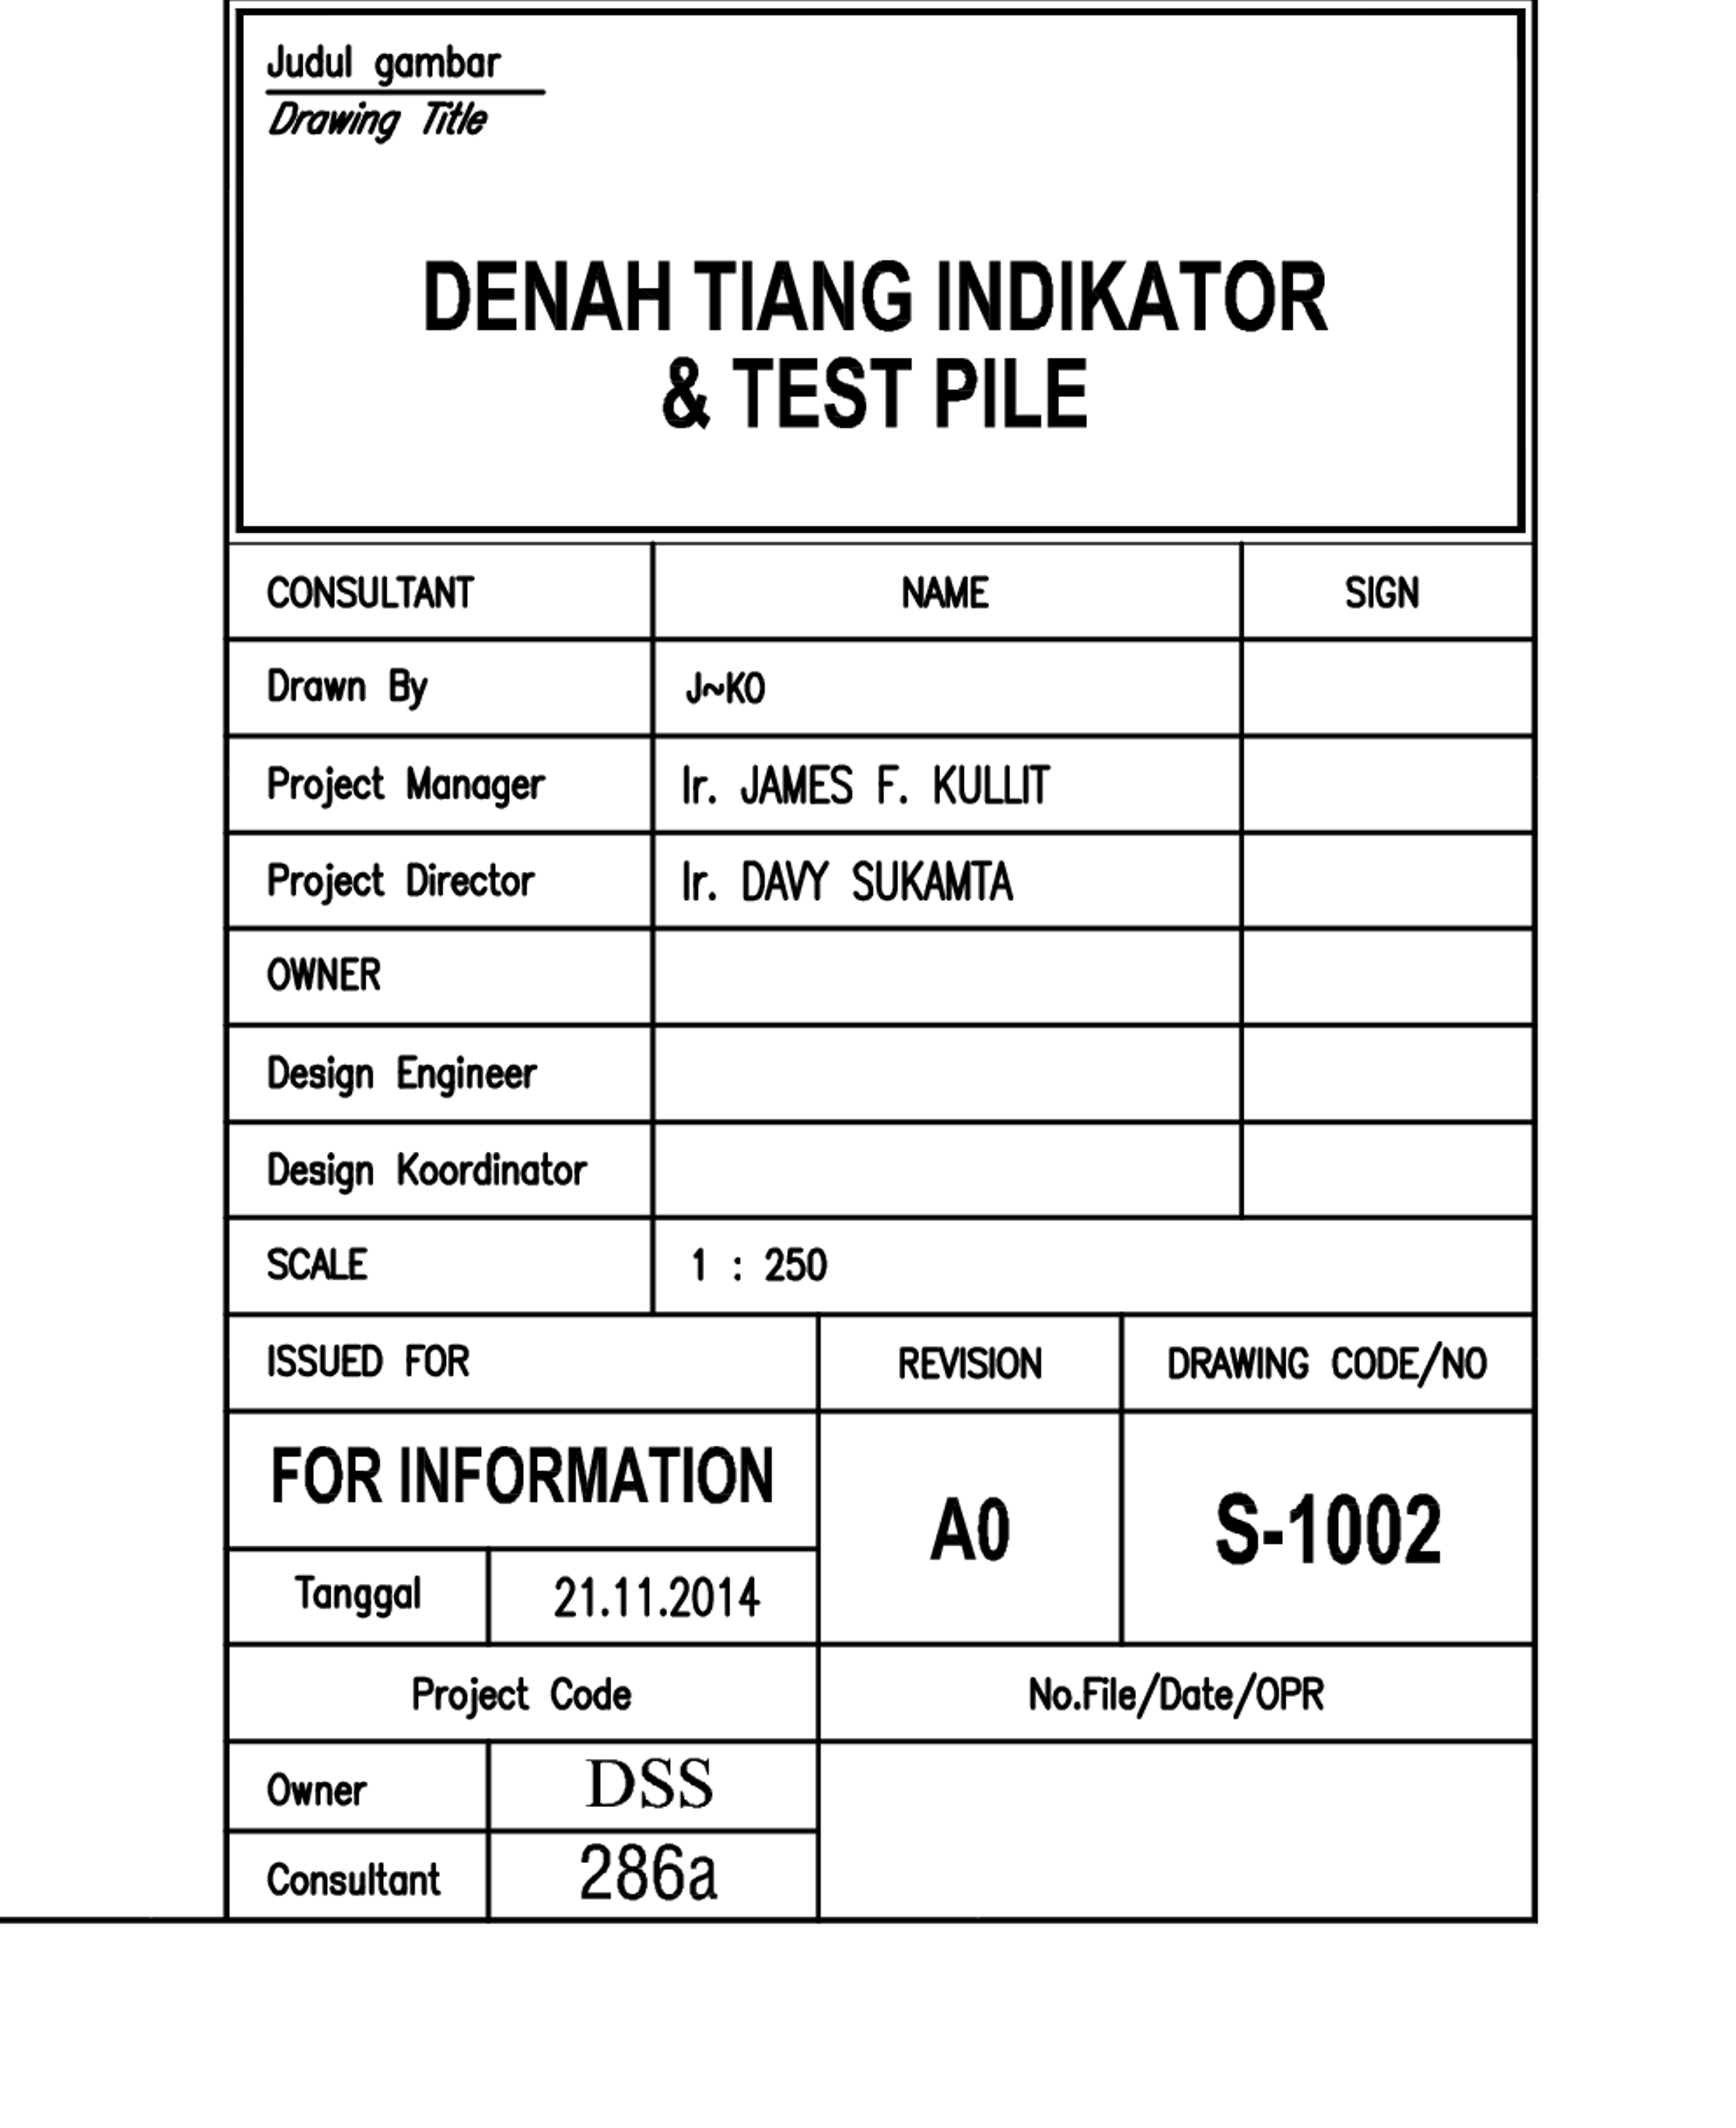 Judul gambar
Drawing Title
DENAH TIANG INDIKATOR
& TEST PILE
CONSULTANT NAME SIGN
Drawn By J~KO
Project Manager Ir. JAMES F. KULLIT
Project Director Ir. DAVY SUKAMTA
OWNER
Design Engineer
Design Koordinator
SCALE 1 : 250
ISSUED FOR REVISION DRAWING CODE/NO
FOR INFORMATION A0 S-1002
Tanggal 21.11.2014
Project Code No.File/Date/OPR
Owner DSS
Consultant 286a